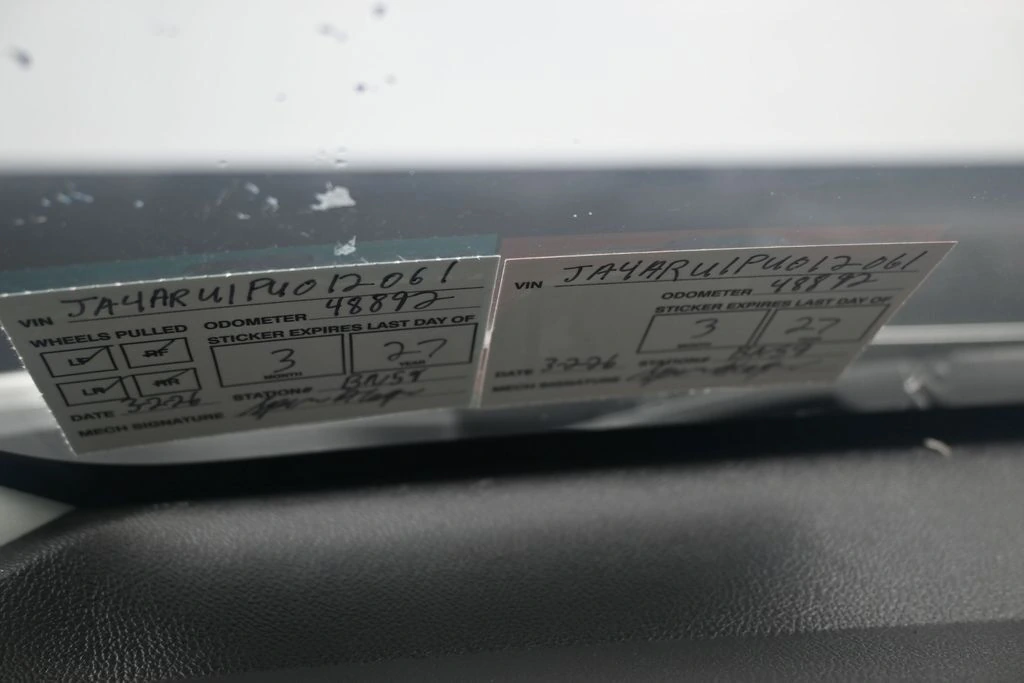 VIN JA4ARU1PU012061
WHEELS PULLED ODOMETER 48892
STICKER EXPIRES LAST DAY OF
LF RF
3 27
MONTH YEAR
LR RR
STATION# BN59
DATE 3-2-26
MECH SIGNATURE
VIN JA4ARU1PU012061
ODOMETER 48892
STICKER EXPIRES LAST DAY OF
3 27
DATE 3-2-26 STATION# BN59
MECH SIGNATURE